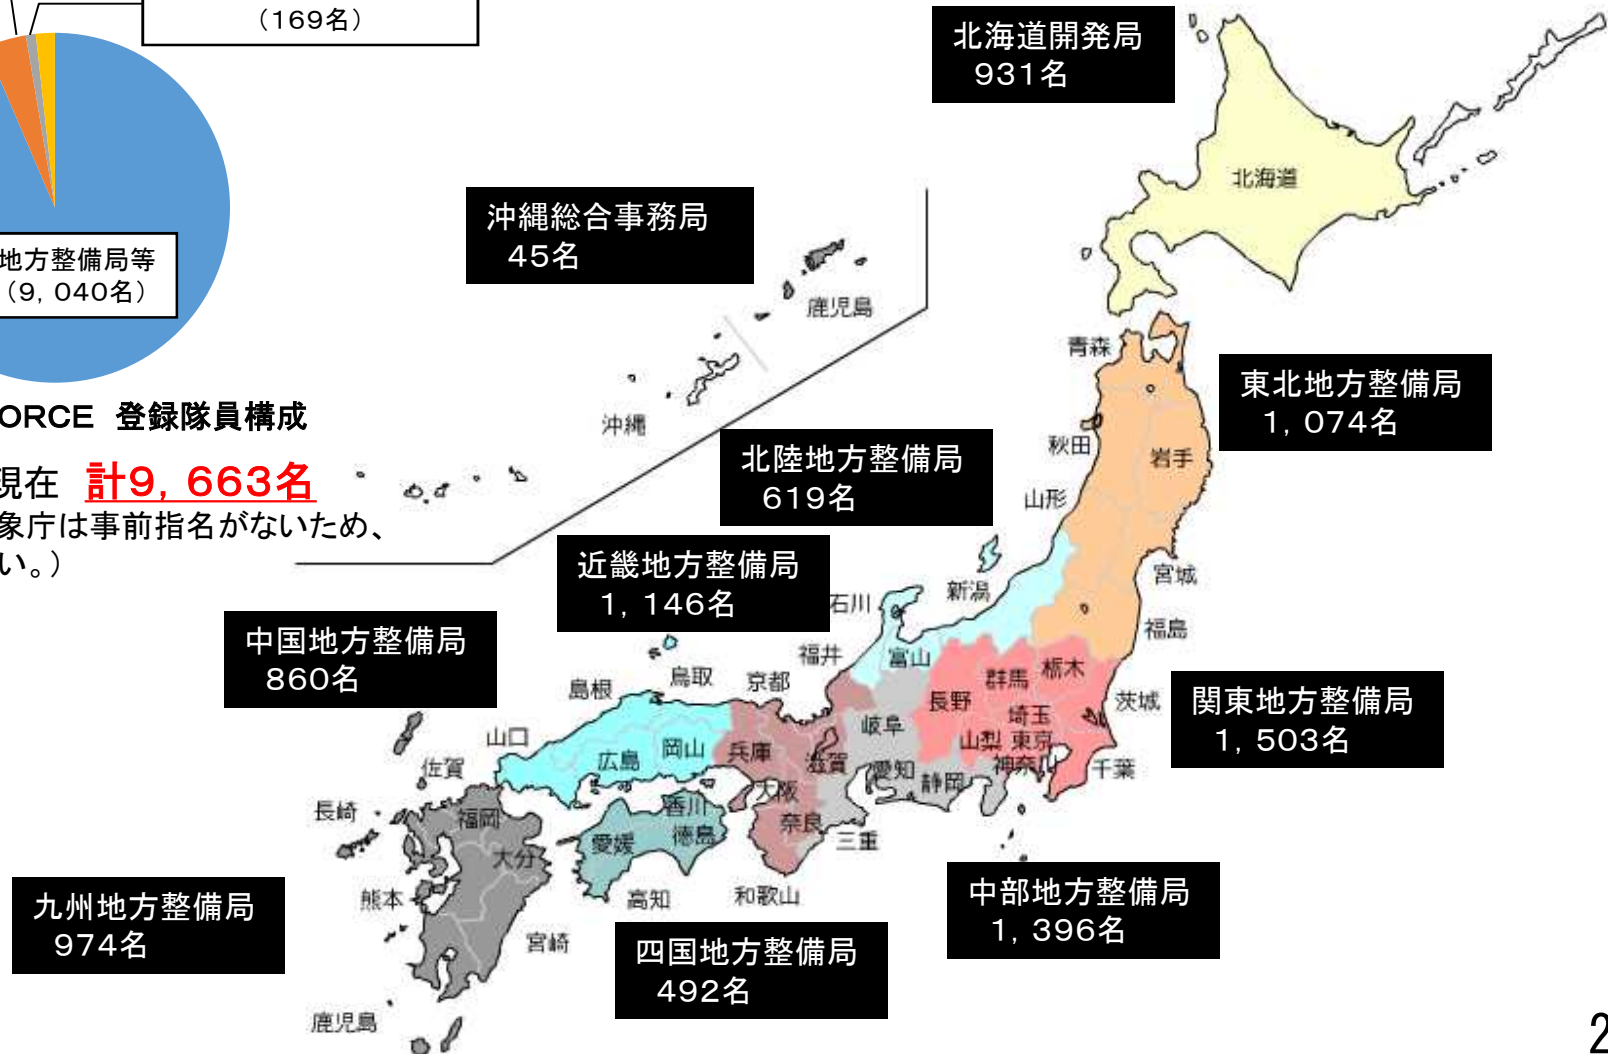 （169名）
地方整備局等
（9，040名）
ORCE 登録隊員構成
現在 計9，663名
象庁は事前指名がないため、
い。）
北海道開発局
931名
沖縄総合事務局
45名
東北地方整備局
1，074名
北陸地方整備局
619名
近畿地方整備局
1，146名
中国地方整備局
860名
関東地方整備局
1，503名
中部地方整備局
1，396名
四国地方整備局
492名
九州地方整備局
974名
北海道
鹿児島
沖縄
青森
秋田
岩手
山形
宮城
福島
新潟
石川
富山
福井
群馬
栃木
茨城
長野
埼玉
山梨 東京
神奈川
千葉
岐阜
愛知
静岡
三重
滋賀
京都
兵庫
大阪
奈良
和歌山
鳥取
島根
岡山
広島
山口
香川
徳島
愛媛
高知
佐賀
長崎
福岡
大分
熊本
宮崎
鹿児島
2